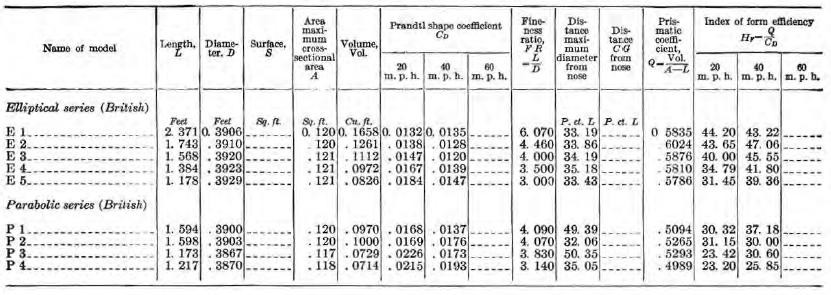 Name of model Length, L Diameter, D Surface, S Area maximum cross-sectional area A Volume, Vol. Prandtl shape coefficient C_D Fineness ratio, F R = L/D Distance maximum diameter from nose Distance CG from nose Prismatic coefficient, Q = Vol./A—L Index of form efficiency H_F = Q/C_D
20 m. p. h. 40 m. p. h. 60 m. p. h. 20 m. p. h. 40 m. p. h. 60 m. p. h.
Elliptical series (British)
Feet Feet Sq. ft. Sq. ft. Cu. ft. P. ct. L P. ct. L
E 1 2. 371 0. 3906 0. 120 0. 1658 0. 0132 0. 0135 6. 070 33. 19 0 5835 44. 20 43. 22
E 2 1. 743 . 3910 . 120 . 1261 . 0138 . 0128 4. 460 33. 86 . 6024 43. 65 47. 06
E 3 1. 568 . 3920 . 121 . 1112 . 0147 . 0120 4. 000 34. 19 . 5876 40. 00 45. 55
E 4 1. 384 . 3923 . 121 . 0972 . 0167 . 0139 3. 500 35. 18 . 5810 34. 79 41. 80
E 5 1. 178 . 3929 . 121 . 0826 . 0184 . 0147 3. 000 33. 43 . 5786 31. 45 39. 36
Parabolic series (British)
P 1 1. 594 . 3900 . 120 . 0970 . 0168 . 0137 4. 090 49. 39 . 5094 30. 32 37. 18
P 2 1. 598 . 3903 . 120 . 1000 . 0169 . 0176 4. 070 32. 06 . 5265 31. 15 30. 00
P 3 1. 173 . 3867 . 117 . 0729 . 0226 . 0173 3. 830 50. 35 . 5293 23. 42 30. 60
P 4 1. 217 . 3870 . 118 . 0714 . 0215 . 0193 3. 140 35. 05 . 4989 23. 20 25. 85